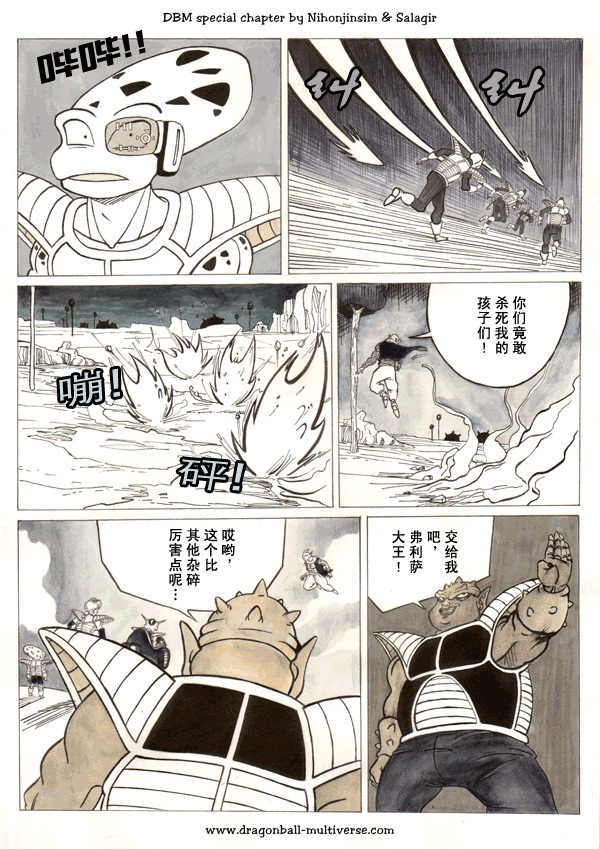 DBM special chapter by Nihonjinsim & Salagir
哔哔!!
纠
纠
嘣!
砰!
你们竟敢
杀死我的
孩子们!
哎哟，
这个比
其他杂碎
厉害点呢…
交给我
吧，
弗利萨
大王!
www.dragonball-multiverse.com